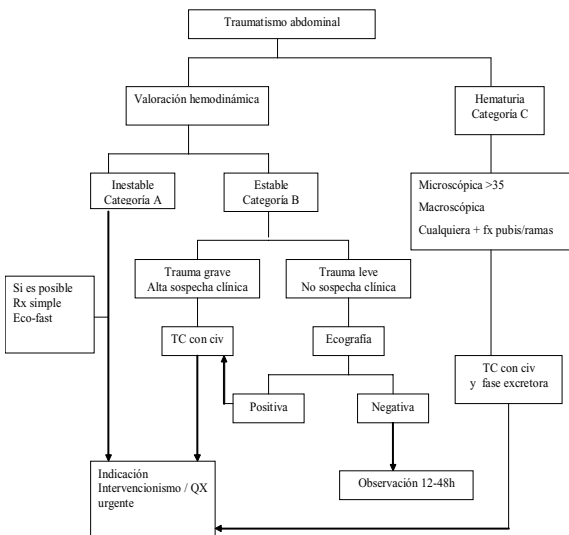 Traumatismo abdominal
Valoración hemodinámica
Hematuria
Categoría C
Inestable
Categoría A
Estable
Categoría B
Microscópica >35
Macroscópica
Cualquiera + fx pubis/ramas
Si es posible
Rx simple
Eco-fast
Trauma grave
Alta sospecha clínica
Trauma leve
No sospecha clínica
TC con civ
Ecografía
TC con civ
y fase excretora
Positiva
Negativa
Indicación
Intervencionismo / QX
urgente
Observación 12-48h